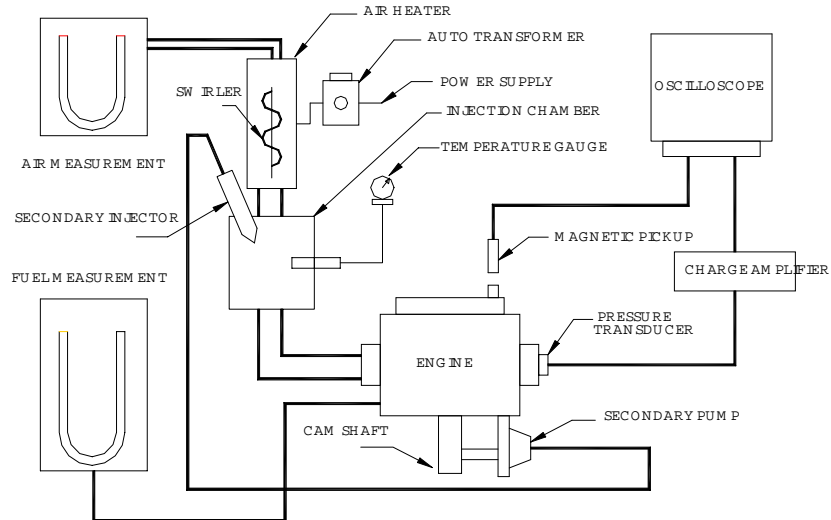 AIR HEATER
AUTO TRANSFORMER
POWER SUPPLY
SWIRLER
INJECTION CHAMBER
TEMPERATURE GAUGE
OSCILLOSCOPE
AIR MEASUREMENT
SECONDARY INJECTOR
MAGNETIC PICKUP
FUEL MEASUREMENT
CHARGE AMPLIFIER
PRESSURE
TRANSDUCER
ENGINE
SECONDARY PUMP
CAM SHAFT